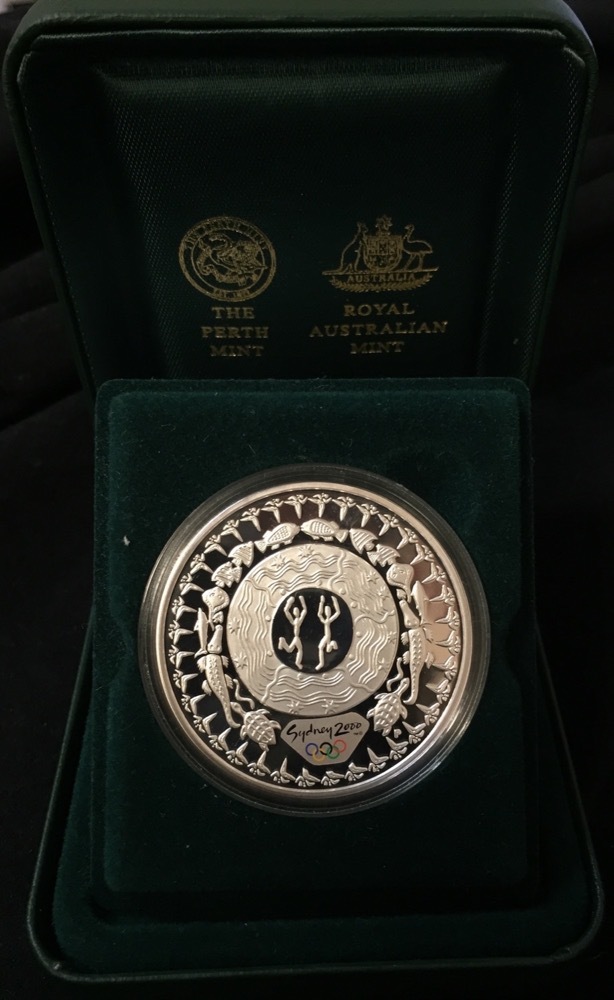 THE
PERTH
MINT
AUSTRALIA
ROYAL
AUSTRALIAN
MINT
Sydney 2000